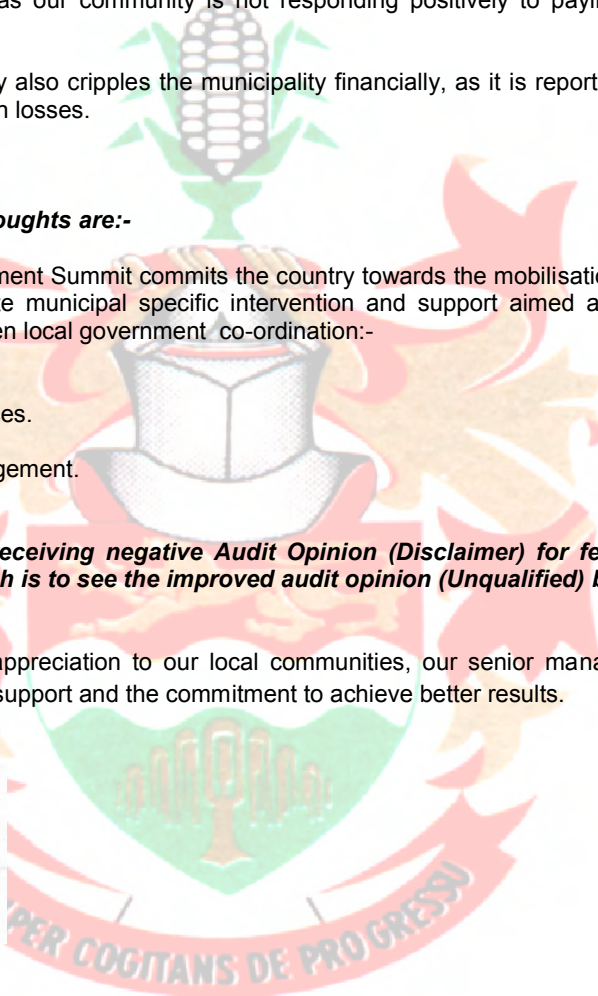 as our community is not responding positively to payin
y also cripples the municipality financially, as it is report
n losses.
oughts are:-
ment Summit commits the country towards the mobilisatio
te municipal specific intervention and support aimed a
en local government co-ordination:-
es.
gement.
eceiving negative Audit Opinion (Disclaimer) for fe
h is to see the improved audit opinion (Unqualified) b
appreciation to our local communities, our senior mana
support and the commitment to achieve better results.
PER COGITANS DE PROGRESSU